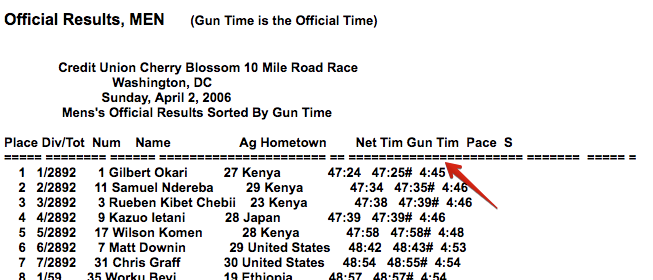 Official Results, MEN (Gun Time is the Official Time)
Credit Union Cherry Blossom 10 Mile Road Race
Washington, DC
Sunday, April 2, 2006
Mens's Official Results Sorted By Gun Time
Place Div/Tot Num Name Ag Hometown Net Tim Gun Tim Pace S
===== ======== ===== ====================== == ======================= ======= ===== =
1 1/2892 1 Gilbert Okari 27 Kenya 47:24 47:25# 4:45
2 2/2892 11 Samuel Ndereba 29 Kenya 47:34 47:35# 4:46
3 3/2892 3 Rueben Kibet Chebii 23 Kenya 47:38 47:39# 4:46
4 4/2892 9 Kazuo Ietani 28 Japan 47:39 47:39# 4:46
5 5/2892 17 Wilson Komen 28 Kenya 47:58 47:58# 4:48
6 6/2892 7 Matt Downin 29 United States 48:42 48:43# 4:53
7 7/2892 31 Chris Graff 30 United States 48:54 48:55# 4:54
8 1/59 35 Worku Beyi 19 Ethiopia 48:57 48:57# 4:54